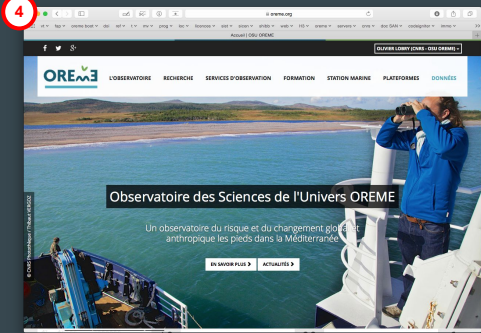 4
oreme.org
Accueil | OSU OREME
OLIVIER LOBRY (CNRS - OSU OREME)
OREME
L'OBSERVATOIRE RECHERCHE SERVICES D'OBSERVATION FORMATION STATION MARINE PLATEFORMES DONNÉES
Observatoire des Sciences de l'Univers OREME
Un observatoire du risque et du changement global et
anthropique les pieds dans la Méditerranée
EN SAVOIR PLUS ACTUALITÉS